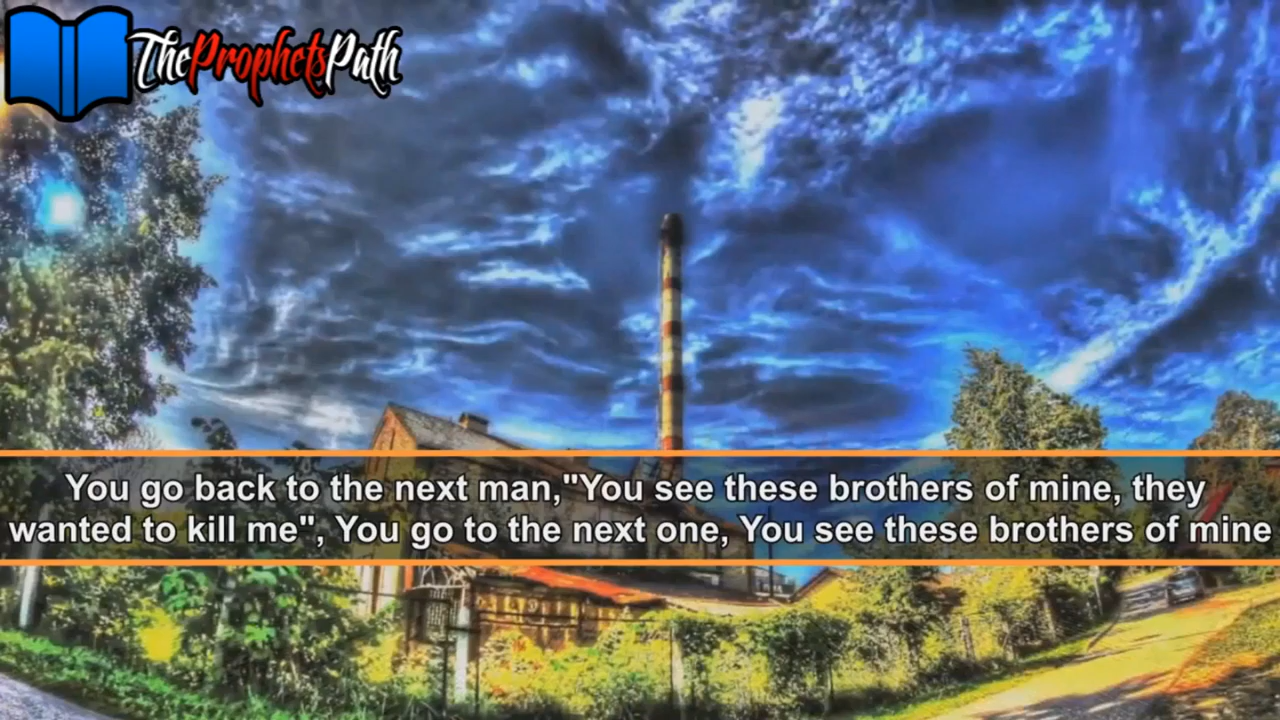 TheProphetsPath
You go back to the next man,"You see these brothers of mine, they
wanted to kill me", You go to the next one, You see these brothers of mine